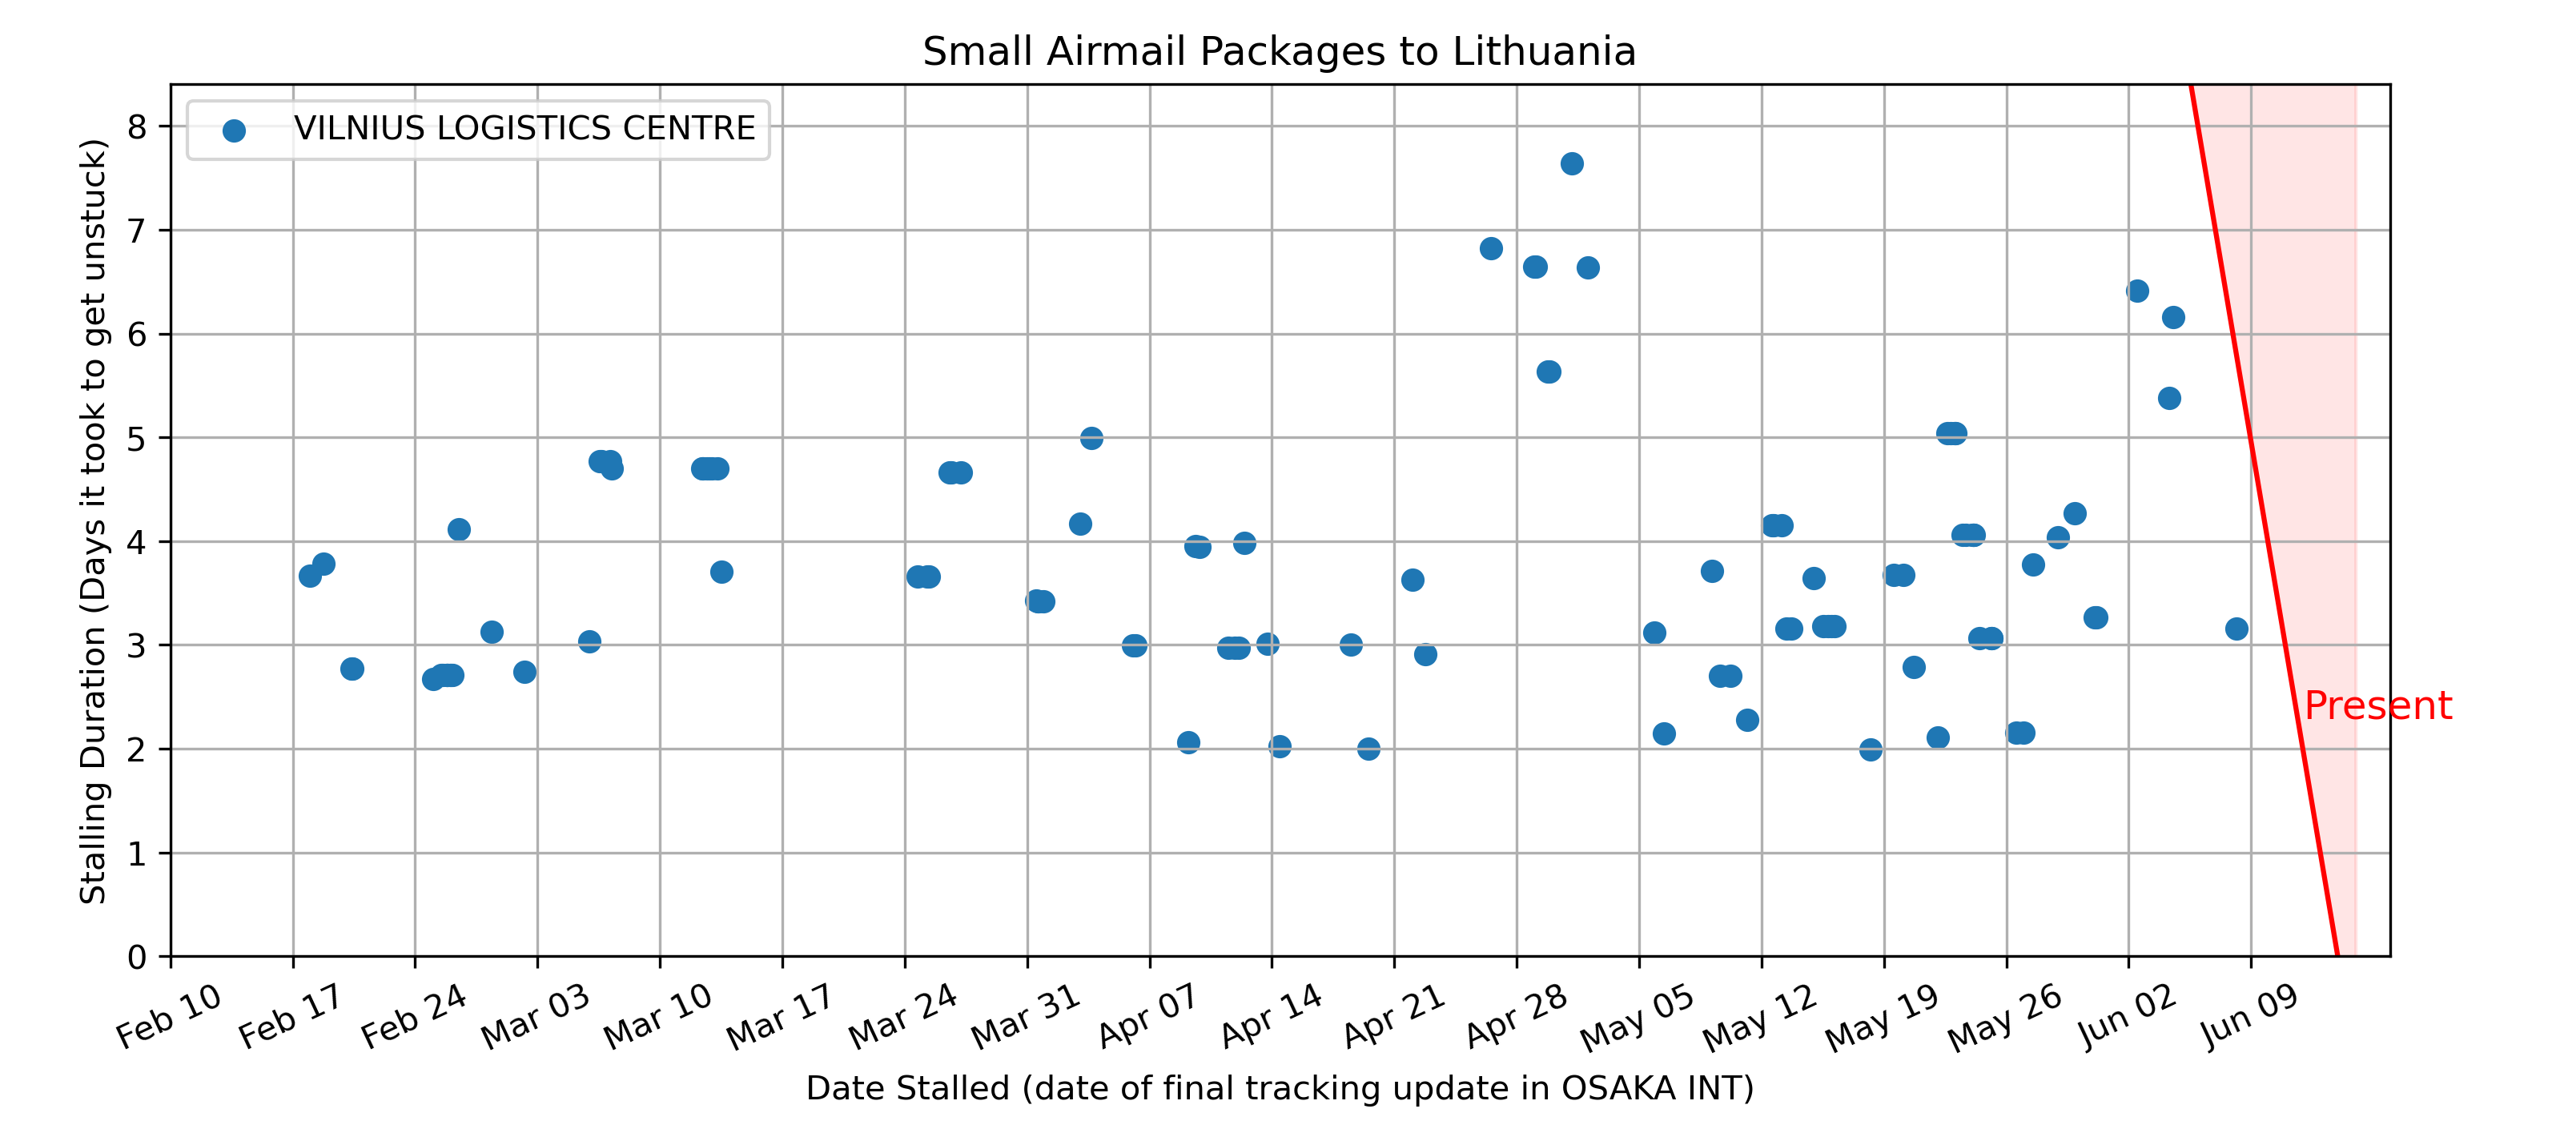 Small Airmail Packages to Lithuania
VILNIUS LOGISTICS CENTRE
Stalling Duration (Days it took to get unstuck)
8
7
6
5
4
3
2
1
0
Present
Feb 10
Feb 17
Feb 24
Mar 03
Mar 10
Mar 17
Mar 24
Mar 31
Apr 07
Apr 14
Apr 21
Apr 28
May 05
May 12
May 19
May 26
Jun 02
Jun 09
Date Stalled (date of final tracking update in OSAKA INT)